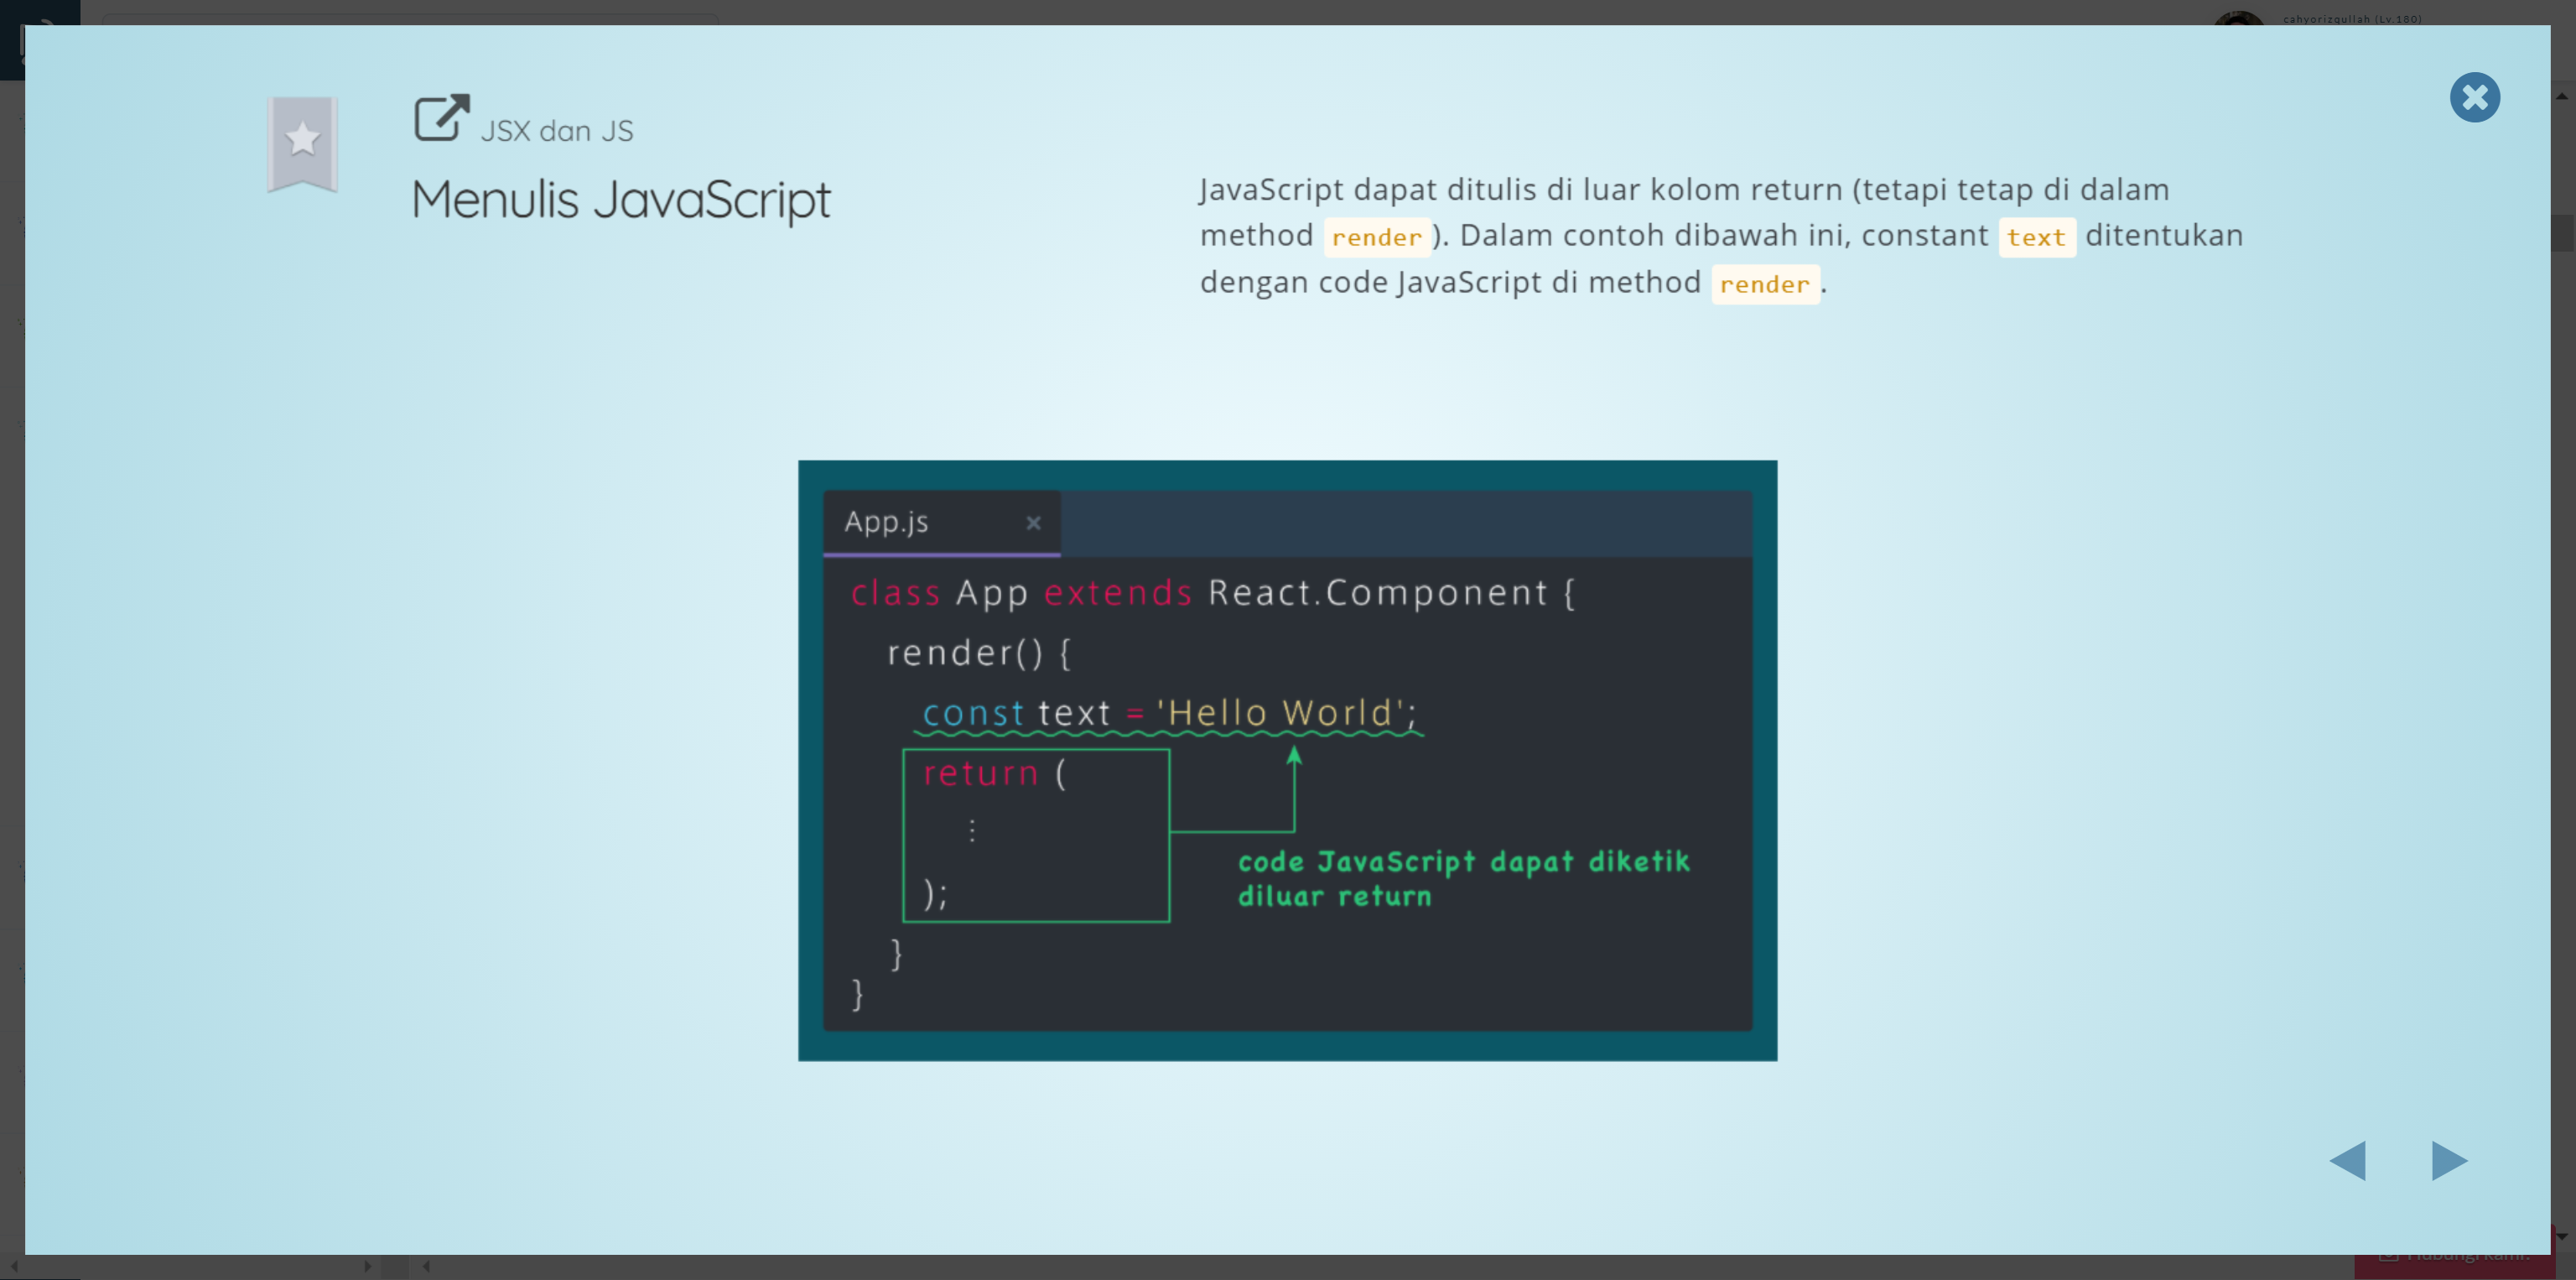 cahyorizqullah (Lv.180)
JSX dan JS
Menulis JavaScript
JavaScript dapat ditulis di luar kolom return (tetapi tetap di dalam
method render). Dalam contoh dibawah ini, constant text ditentukan
dengan code JavaScript di method render.
App.js ×
class App extends React.Component {
render() {
const text = 'Hello World';
return (
⋮
);
code JavaScript dapat diketik
diluar return
}
}
Hubungi kami.